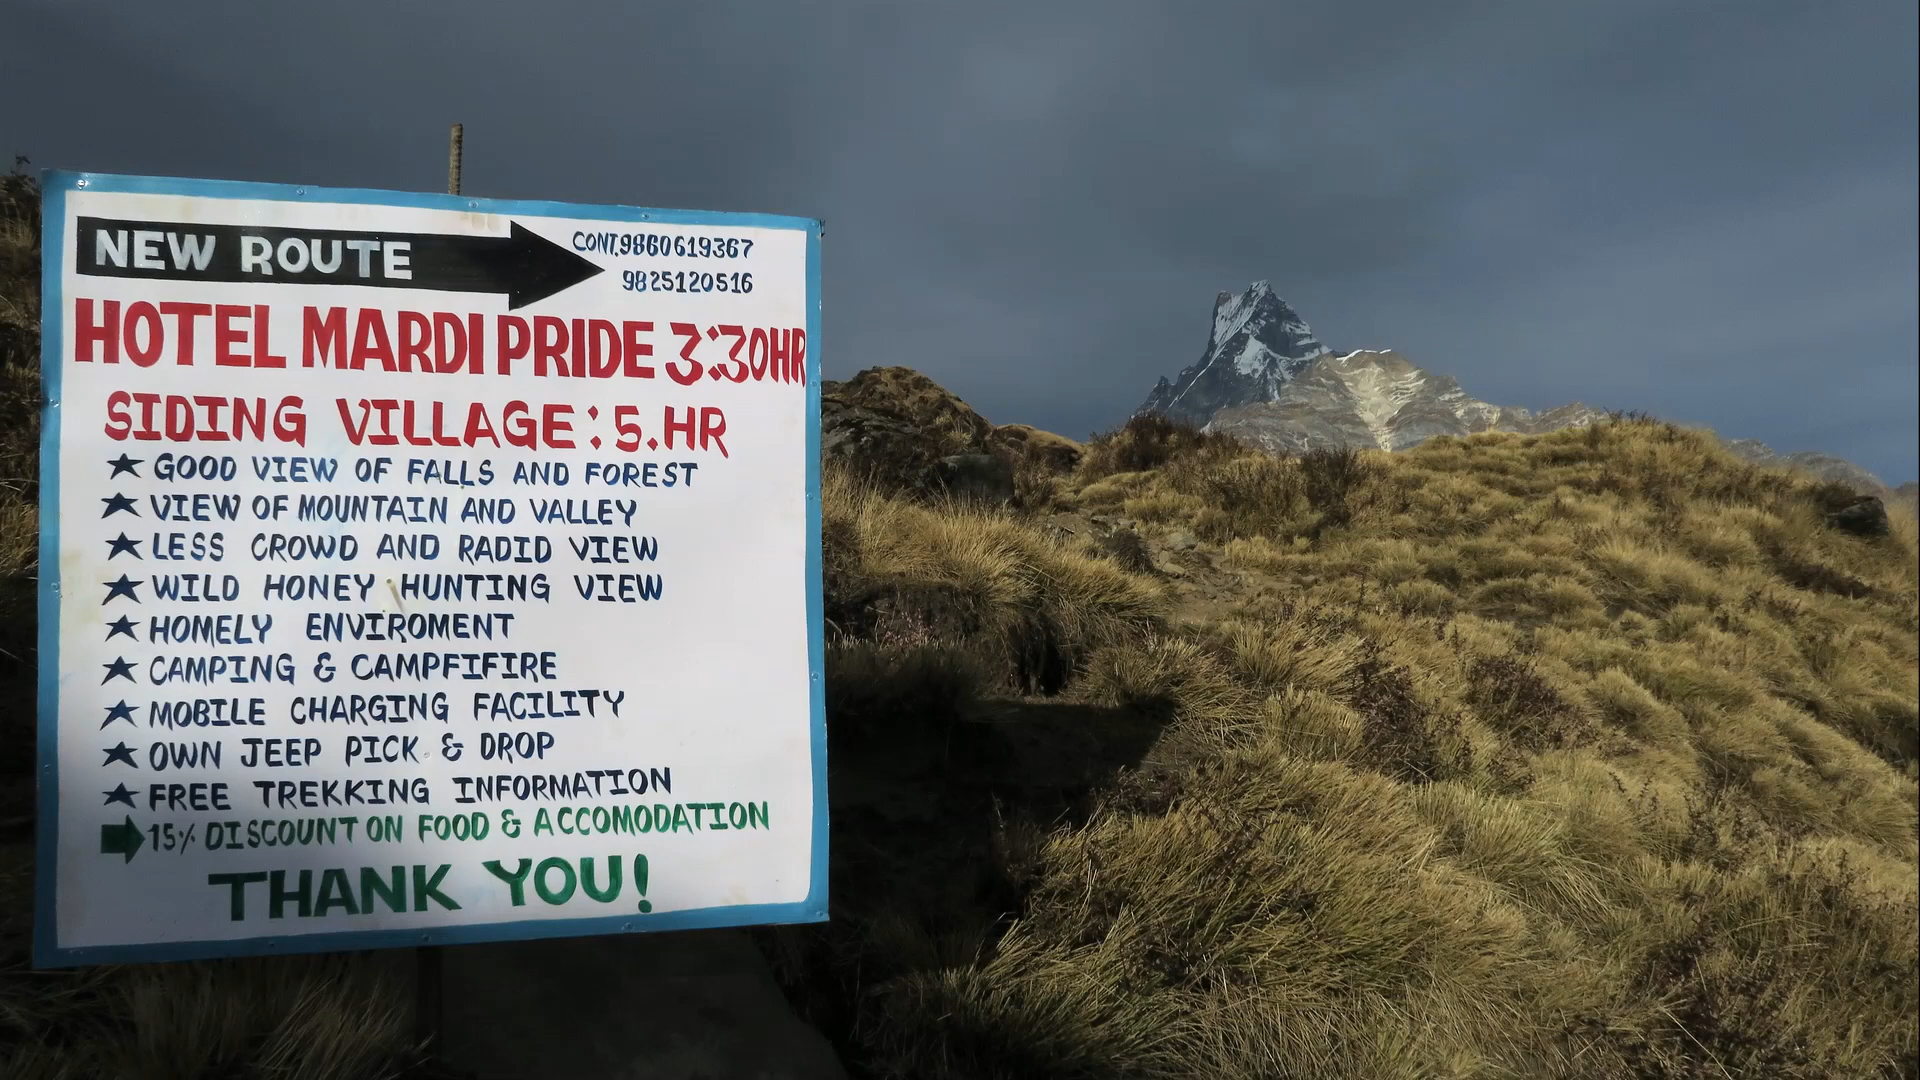 NEW ROUTE
CONT.9860619367
9825120516
HOTEL MARDI PRIDE 3:30HR
SIDING VILLAGE: 5.HR
★ GOOD VIEW OF FALLS AND FOREST
★ VIEW OF MOUNTAIN AND VALLEY
★ LESS CROWD AND RADID VIEW
★ WILD HONEY HUNTING VIEW
★ HOMELY ENVIROMENT
★ CAMPING & CAMPFIFIRE
★ MOBILE CHARGING FACILITY
★ OWN JEEP PICK & DROP
★ FREE TREKKING INFORMATION
15% DISCOUNT ON FOOD & ACCOMODATION
THANK YOU!